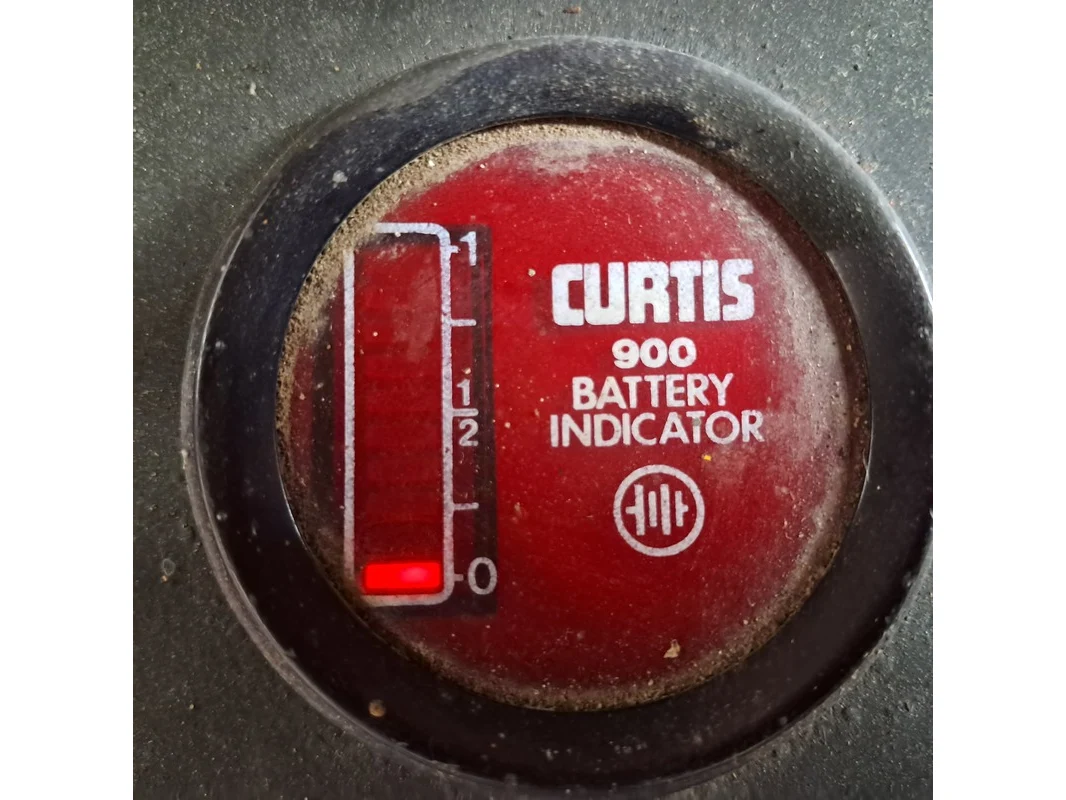 1
1
2
0
CURTIS
900
BATTERY
INDICATOR